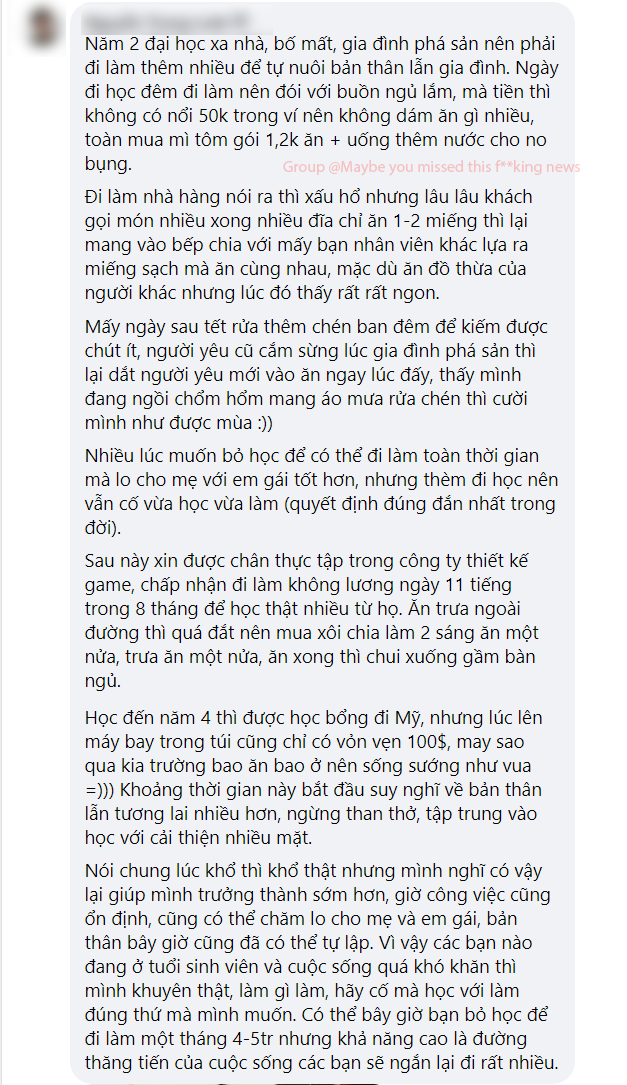 Năm 2 đại học xa nhà, bố mất, gia đình phá sản nên phải
đi làm thêm nhiều để tự nuôi bản thân lẫn gia đình. Ngày
đi học đêm đi làm nên đói với buồn ngủ lắm, mà tiền thì
không có nổi 50k trong ví nên không dám ăn gì nhiều,
toàn mua mì tôm gói 1,2k ăn + uống thêm nước cho no
bụng.
Group @Maybe you missed this f**king news
Đi làm nhà hàng nói ra thì xấu hổ nhưng lâu lâu khách
gọi món nhiều xong nhiều đĩa chỉ ăn 1-2 miếng thì lại
mang vào bếp chia với mấy bạn nhân viên khác lựa ra
miếng sạch mà ăn cùng nhau, mặc dù ăn đồ thừa của
người khác nhưng lúc đó thấy rất rất ngon.
Mấy ngày sau tết rửa thêm chén ban đêm để kiếm được
chút ít, người yêu cũ cắm sừng lúc gia đình phá sản thì
lại dắt người yêu mới vào ăn ngay lúc đấy, thấy mình
đang ngồi chổm hổm mang áo mưa rửa chén thì cười
mình như được mùa :))
Nhiều lúc muốn bỏ học để có thể đi làm toàn thời gian
mà lo cho mẹ với em gái tốt hơn, nhưng thèm đi học nên
vẫn cố vừa học vừa làm (quyết định đúng đắn nhất trong
đời).
Sau này xin được chân thực tập trong công ty thiết kế
game, chấp nhận đi làm không lương ngày 11 tiếng
trong 8 tháng để học thật nhiều từ họ. Ăn trưa ngoài
đường thì quá đắt nên mua xôi chia làm 2 sáng ăn một
nửa, trưa ăn một nửa, ăn xong thì chui xuống gầm bàn
ngủ.
Học đến năm 4 thì được học bổng đi Mỹ, nhưng lúc lên
máy bay trong túi cũng chỉ có vỏn vẹn 100$, may sao
qua kia trường bao ăn bao ở nên sống sướng như vua
=))) Khoảng thời gian này bắt đầu suy nghĩ về bản thân
lẫn tương lai nhiều hơn, ngừng than thở, tập trung vào
học với cải thiện nhiều mặt.
Nói chung lúc khổ thì khổ thật nhưng mình nghĩ có vậy
lại giúp mình trưởng thành sớm hơn, giờ công việc cũng
ổn định, cũng có thể chăm lo cho mẹ và em gái, bản
thân bây giờ cũng đã có thể tự lập. Vì vậy các bạn nào
đang ở tuổi sinh viên và cuộc sống quá khó khăn thì
mình khuyên thật, làm gì làm, hãy cố mà học với làm
đúng thứ mà mình muốn. Có thể bây giờ bạn bỏ học để
đi làm một tháng 4-5tr nhưng khả năng cao là đường
thăng tiến của cuộc sống các bạn sẽ ngắn lại đi rất nhiều.